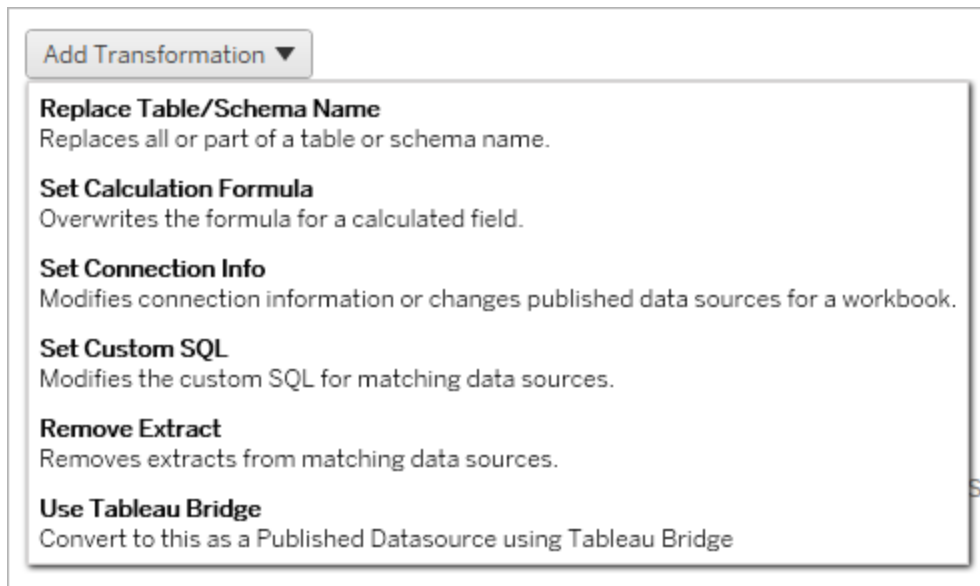 Add Transformation ▼
Replace Table/Schema Name
Replaces all or part of a table or schema name.
Set Calculation Formula
Overwrites the formula for a calculated field.
Set Connection Info
Modifies connection information or changes published data sources for a workbook.
Set Custom SQL
Modifies the custom SQL for matching data sources.
Remove Extract
Removes extracts from matching data sources.
Use Tableau Bridge
Convert to this as a Published Datasource using Tableau Bridge